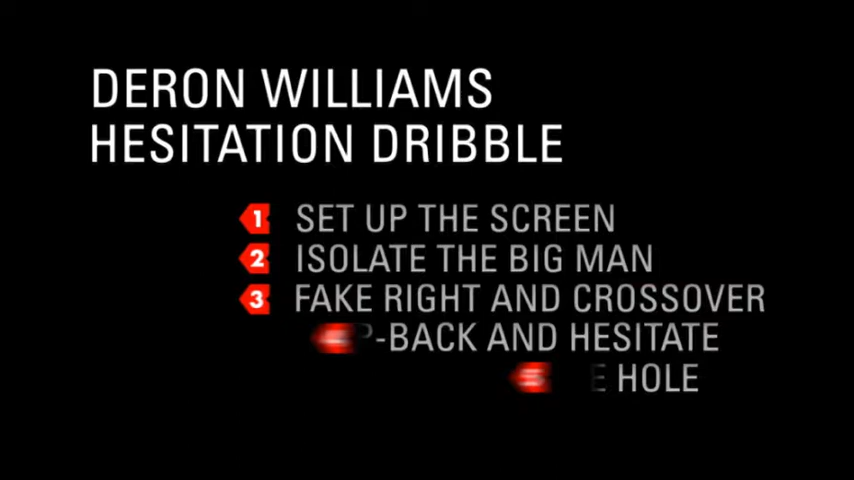 DERON WILLIAMS
HESITATION DRIBBLE
1 SET UP THE SCREEN
2 ISOLATE THE BIG MAN
3 FAKE RIGHT AND CROSSOVER
-BACK AND HESITATE
HOLE